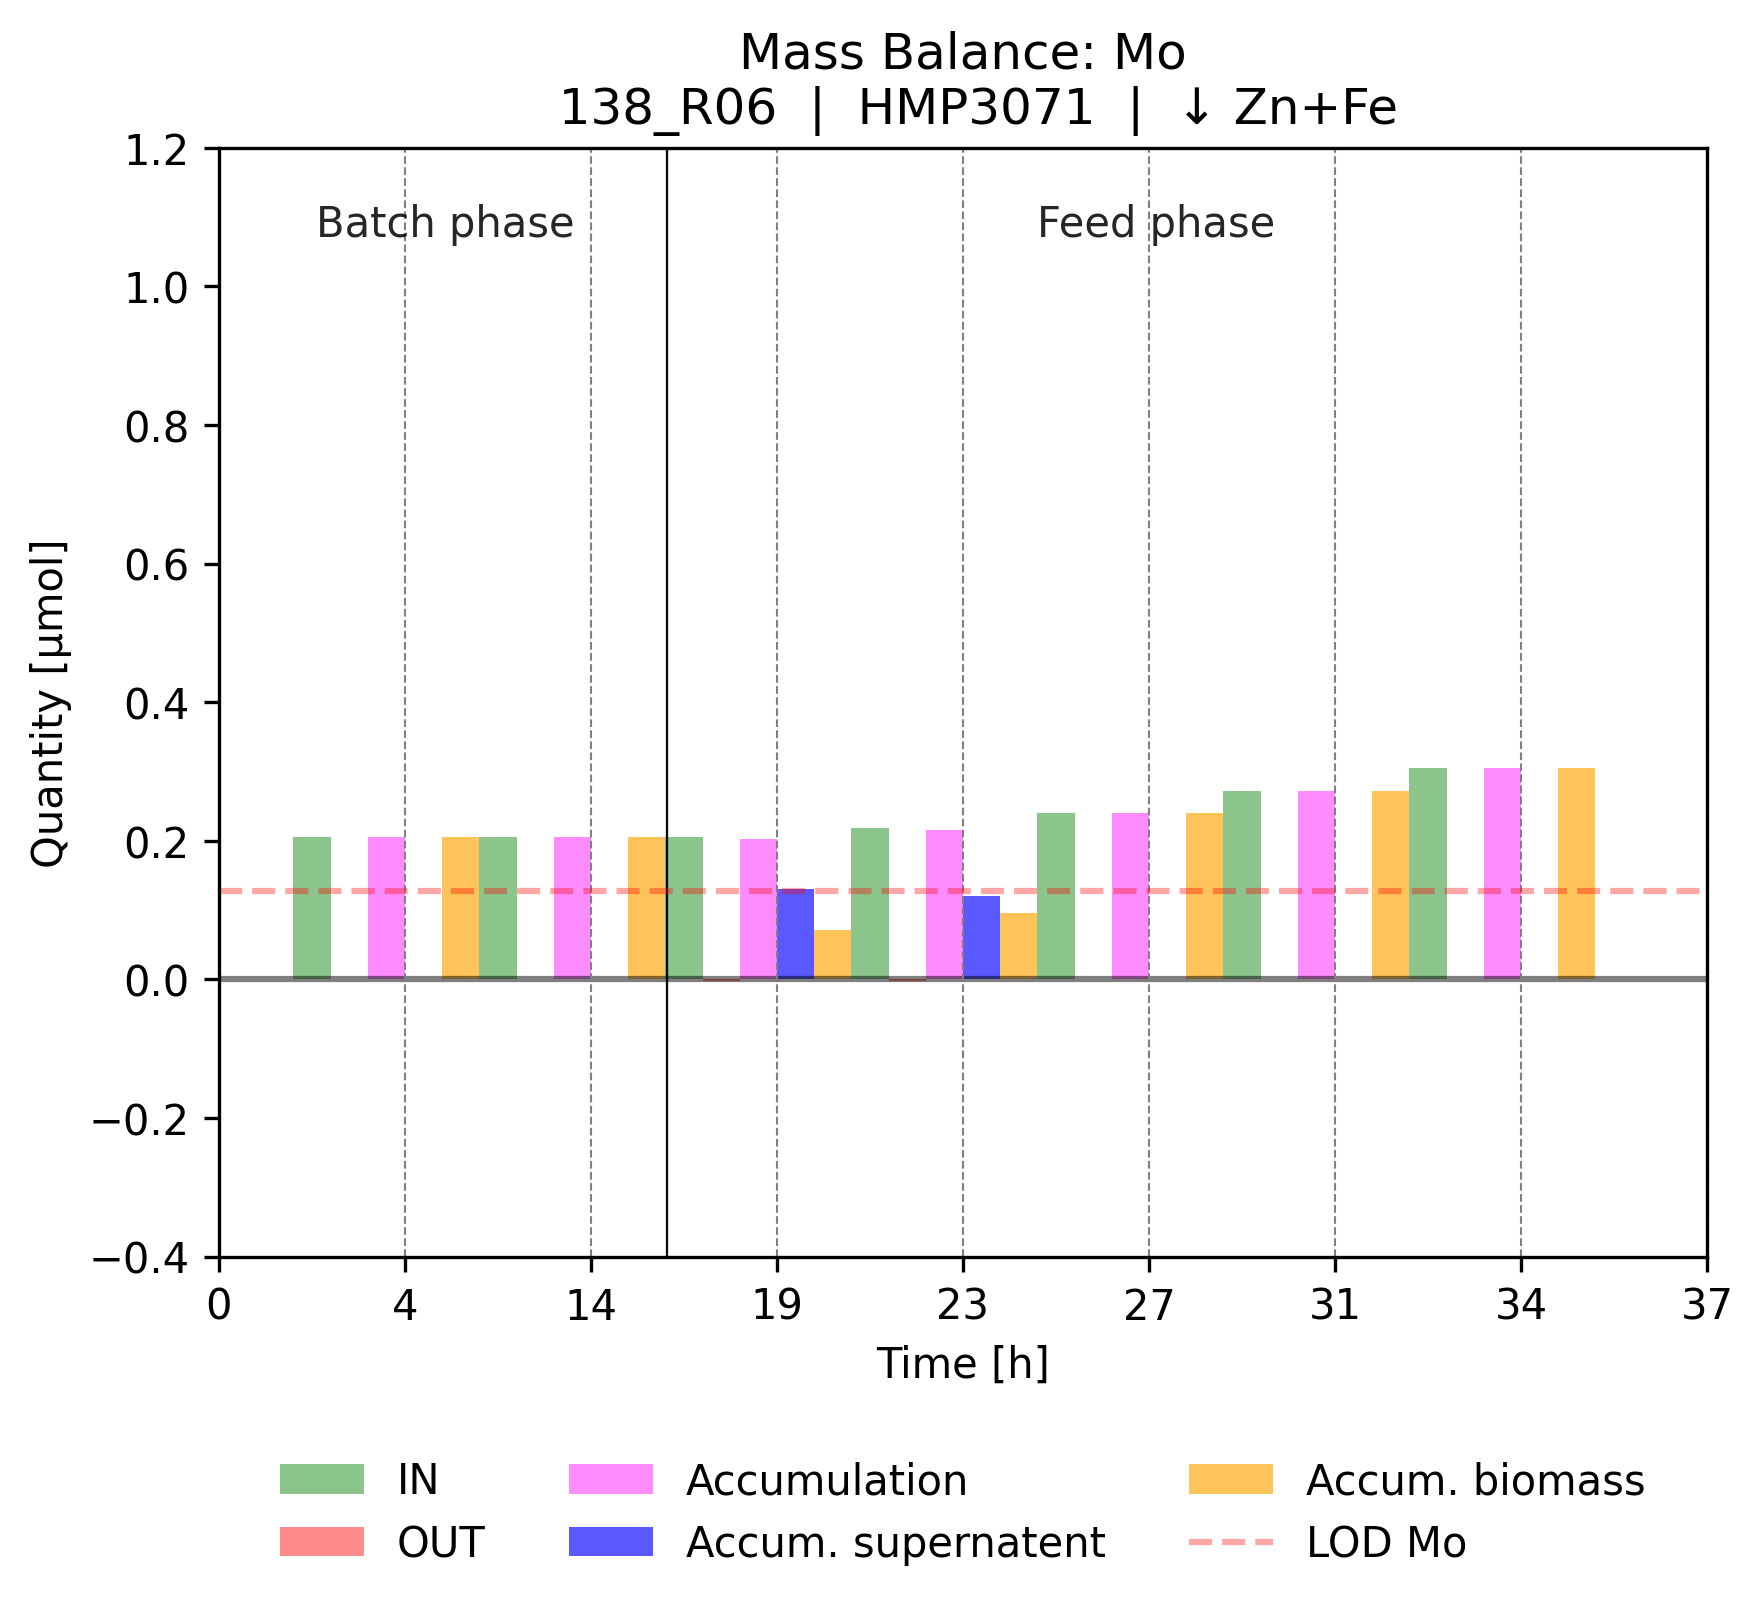 Mass Balance: Mo
138_R06 | HMP3071 | ↓ Zn+Fe
Batch phase
Feed phase
1.2
1.0
0.8
0.6
0.4
0.2
0.0
−0.2
−0.4
Quantity [μmol]
0 4 14 19 23 27 31 34 37
Time [h]
IN
OUT
Accumulation
Accum. supernatent
Accum. biomass
LOD Mo